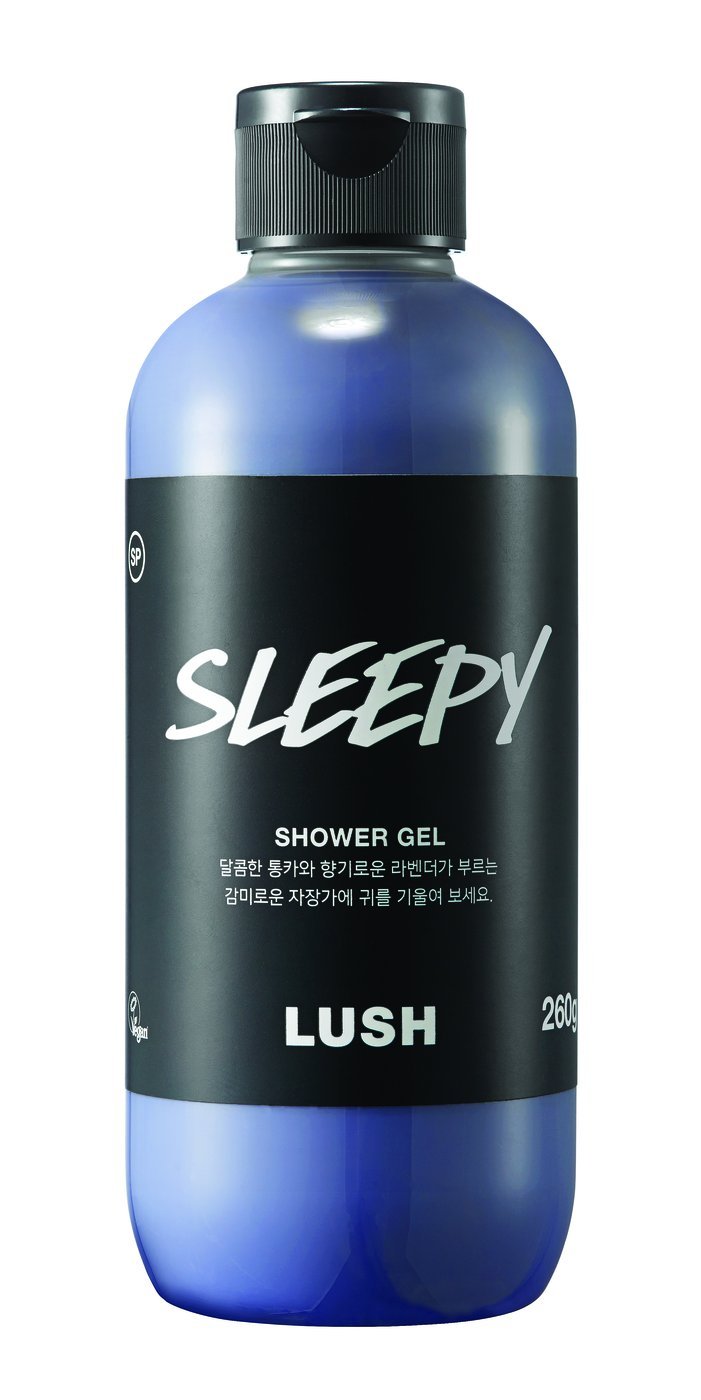 SP
SLEEPY
SHOWER GEL
달콤한 통카와 향기로운 라벤더가 부르는
감미로운 자장가에 귀를 기울여 보세요.
vegan
LUSH
260g